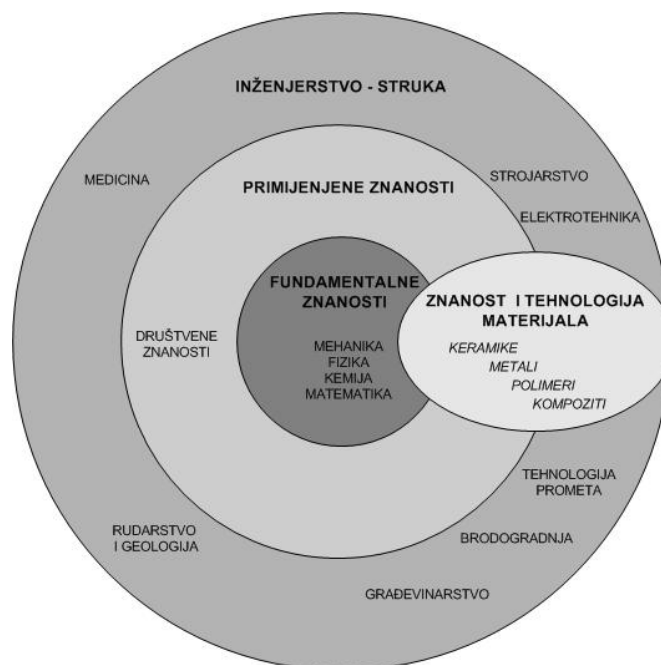 INŽENJERSTVO - STRUKA
MEDICINA
PRIMIJENJENE ZNANOSTI
STROJARSTVO
ELEKTROTEHNIKA
FUNDAMENTALNE
ZNANOSTI
MEHANIKA
FIZIKA
KEMIJA
MATEMATIKA
ZNANOST I TEHNOLOGIJA
MATERIJALA
KERAMIKE
METALI
POLIMERI
KOMPOZITI
DRUŠTVENE
ZNANOSTI
TEHNOLOGIJA
PROMETA
RUDARSTVO
I GEOLOGIJA
BRODOGRADNJA
GRAĐEVINARSTVO